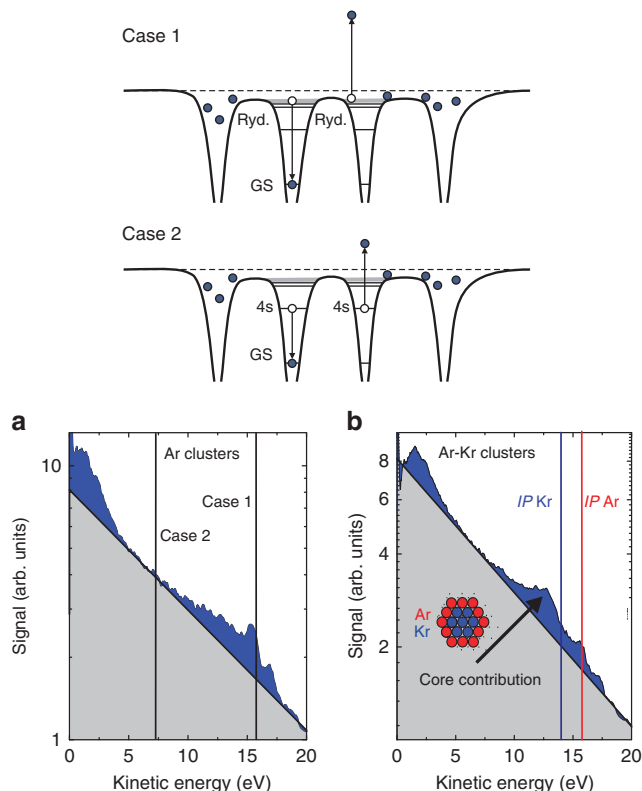 Case 1
Ryd. Ryd.
GS
Case 2
4s 4s
GS
a
Ar clusters
Case 1
Case 2
10
1
Signal (arb. units)
0 5 10 15 20
Kinetic energy (eV)
b
Ar-Kr clusters
IP Kr IP Ar
Ar
Kr
Core contribution
8
6
4
2
Signal (arb. units)
0 5 10 15 20
Kinetic energy (eV)